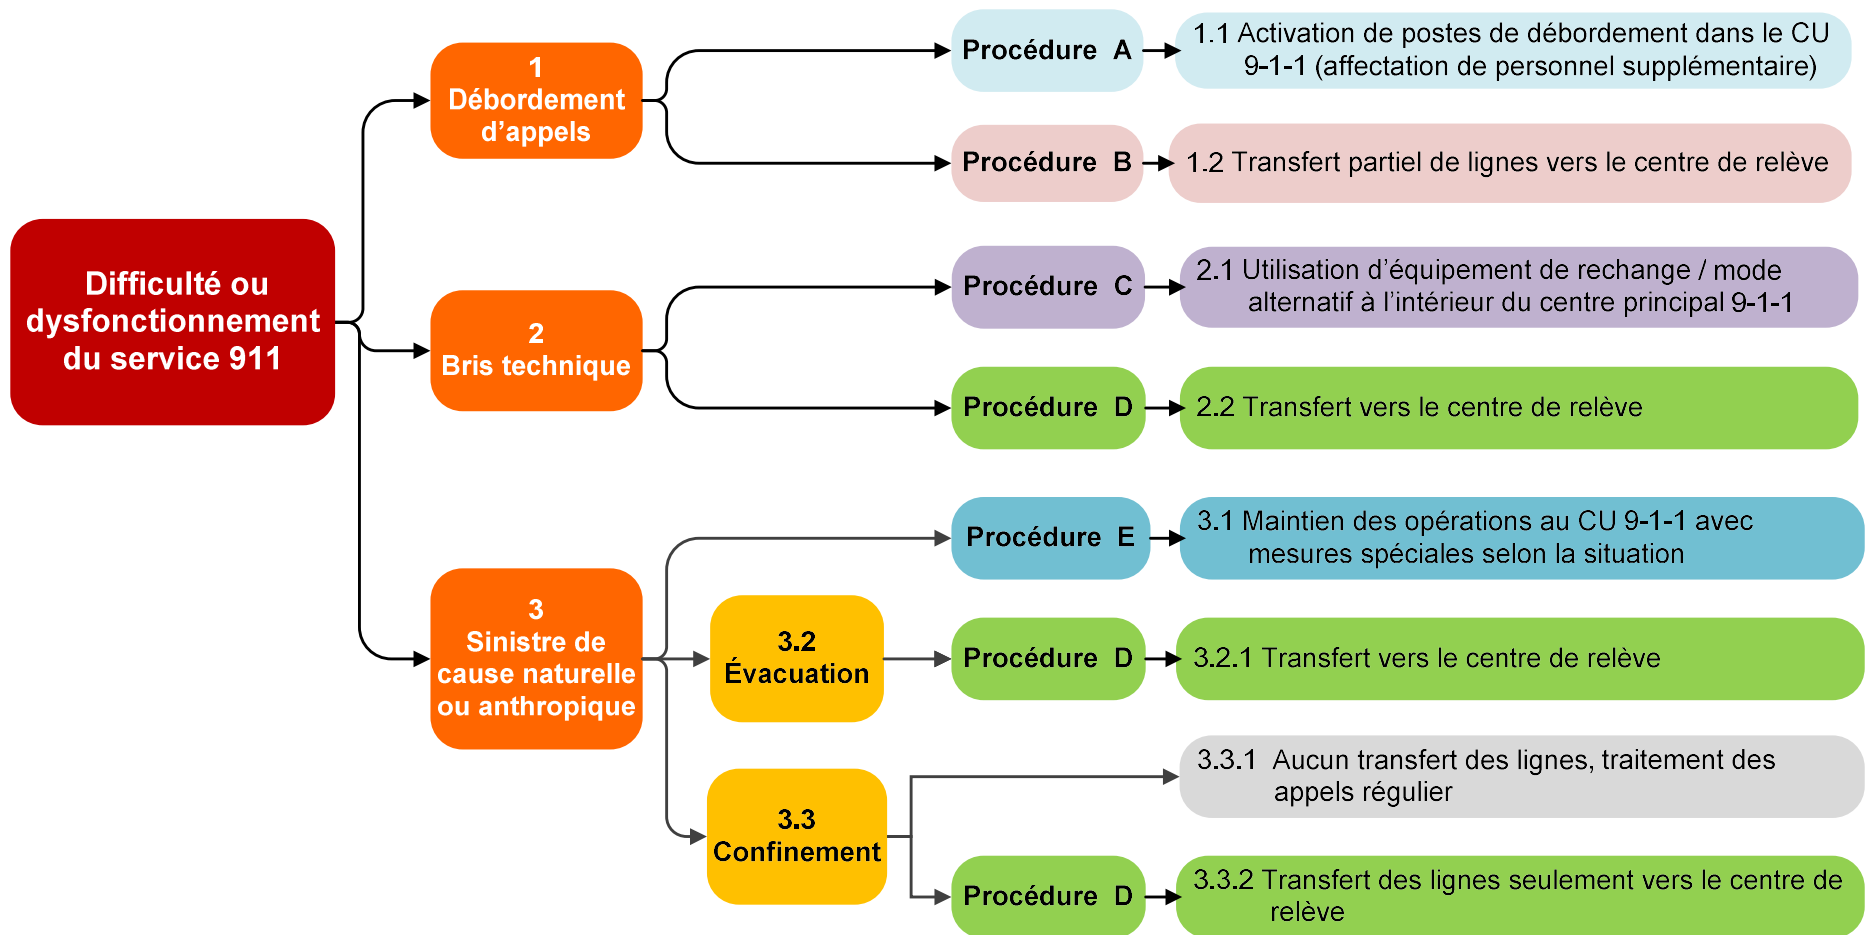 Difficulté ou
dysfonctionnement
du service 911
1
Débordement
d'appels
Procédure A
1.1 Activation de postes de débordement dans le CU
9-1-1 (affectation de personnel supplémentaire)
Procédure B
1.2 Transfert partiel de lignes vers le centre de relève
2
Bris technique
Procédure C
2.1 Utilisation d'équipement de rechange / mode
alternatif à l'intérieur du centre principal 9-1-1
Procédure D
2.2 Transfert vers le centre de relève
3
Sinistre de
cause naturelle
ou anthropique
Procédure E
3.1 Maintien des opérations au CU 9-1-1 avec
mesures spéciales selon la situation
3.2
Évacuation
Procédure D
3.2.1 Transfert vers le centre de relève
3.3
Confinement
3.3.1 Aucun transfert des lignes, traitement des
appels régulier
Procédure D
3.3.2 Transfert des lignes seulement vers le centre de
relève